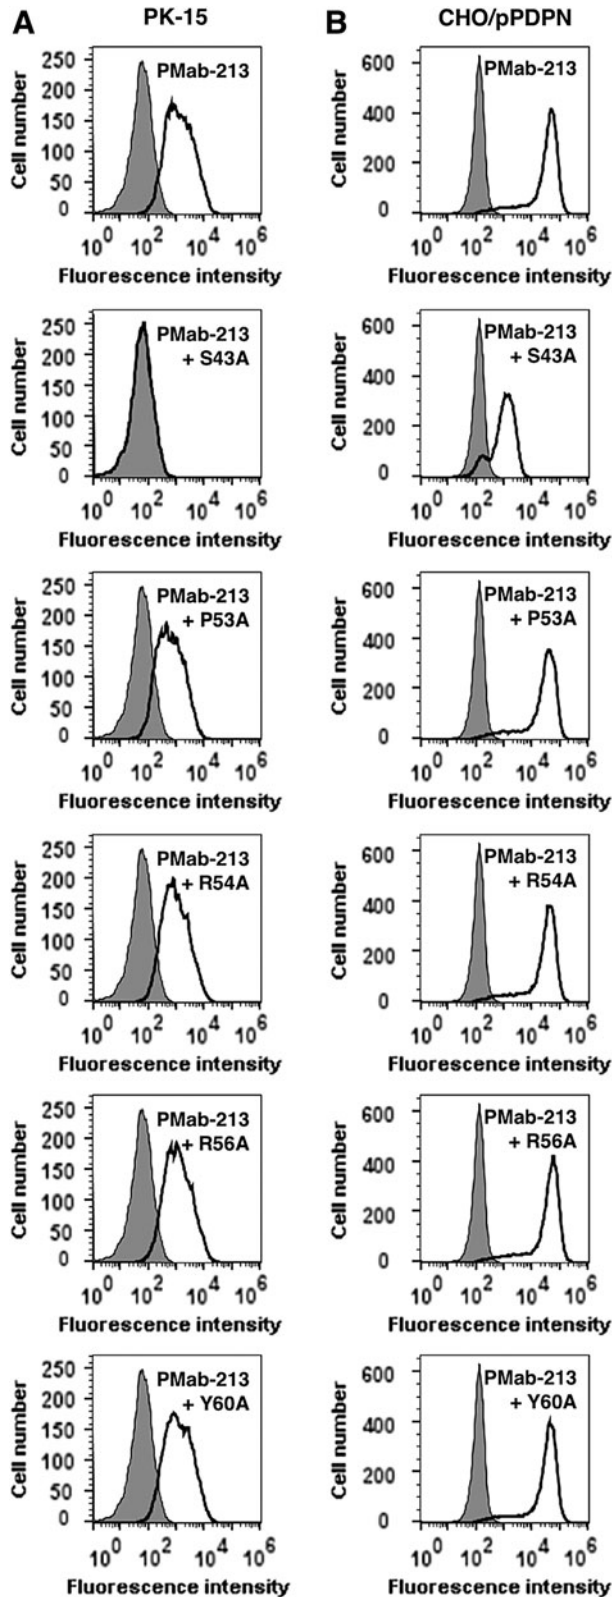 A PK-15
B CHO/pPDPN
250
200
150
100
50
0
Cell number
PMab-213
10^0 10^2 10^4 10^6
Fluorescence intensity
600
400
200
0
Cell number
PMab-213
10^0 10^2 10^4 10^6
Fluorescence intensity
250
200
150
100
50
0
Cell number
PMab-213
+ S43A
10^0 10^2 10^4 10^6
Fluorescence intensity
600
400
200
0
Cell number
PMab-213
+ S43A
10^0 10^2 10^4 10^6
Fluorescence intensity
250
200
150
100
50
0
Cell number
PMab-213
+ P53A
10^0 10^2 10^4 10^6
Fluorescence intensity
600
400
200
0
Cell number
PMab-213
+ P53A
10^0 10^2 10^4 10^6
Fluorescence intensity
250
200
150
100
50
0
Cell number
PMab-213
+ R54A
10^0 10^2 10^4 10^6
Fluorescence intensity
600
400
200
0
Cell number
PMab-213
+ R54A
10^0 10^2 10^4 10^6
Fluorescence intensity
250
200
150
100
50
0
Cell number
PMab-213
+ R56A
10^0 10^2 10^4 10^6
Fluorescence intensity
600
400
200
0
Cell number
PMab-213
+ R56A
10^0 10^2 10^4 10^6
Fluorescence intensity
250
200
150
100
50
0
Cell number
PMab-213
+ Y60A
10^0 10^2 10^4 10^6
Fluorescence intensity
600
400
200
0
Cell number
PMab-213
+ Y60A
10^0 10^2 10^4 10^6
Fluorescence intensity